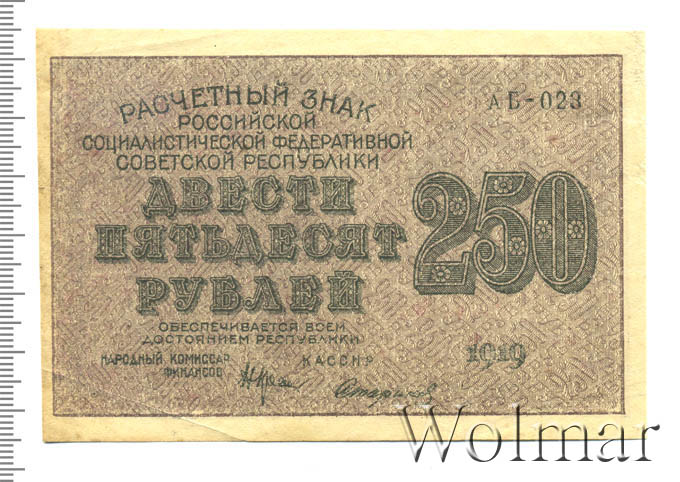 РАСЧЕТНЫЙ ЗНАК
РОССИЙСКОЙ
СОЦИАЛИСТИЧЕСКОЙ ФЕДЕРАТИВНОЙ
СОВЕТСКОЙ РЕСПУБЛИКИ
АБ-023
ДВЕСТИ
ПЯТЬДЕСЯТ
РУБЛЕЙ
250
ОБЕСПЕЧИВАЕТСЯ ВСЕМ
ДОСТОЯНИЕМ РЕСПУБЛИКИ
НАРОДНЫЙ КОМИССАР
ФИНАНСОВ
КАССИР
1919
Стариков
Wolmar